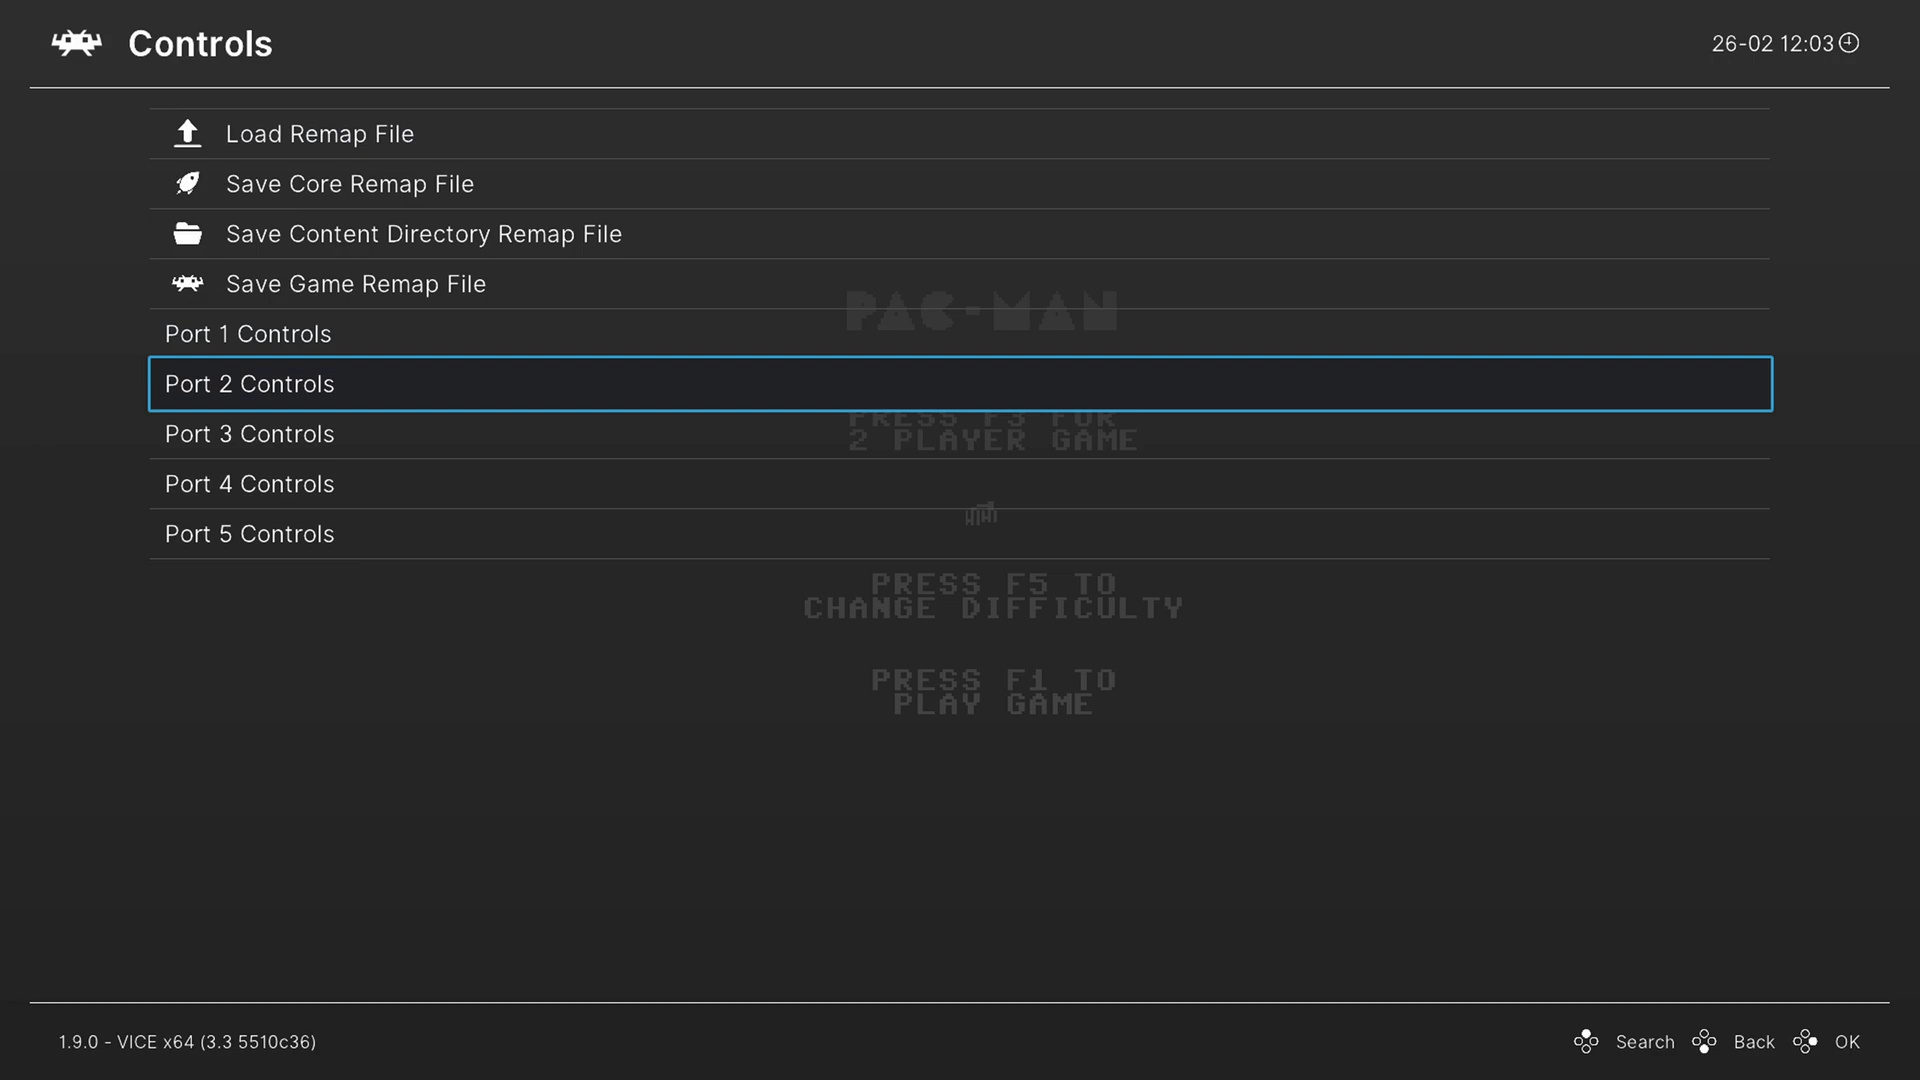 Controls
26-02 12:03
Load Remap File
Save Core Remap File
Save Content Directory Remap File
Save Game Remap File
PAC-MAN
Port 1 Controls
Port 2 Controls
PRESS F3 FOR
Port 3 Controls
2 PLAYER GAME
Port 4 Controls
Port 5 Controls
PRESS F5 TO
CHANGE DIFFICULTY
PRESS F1 TO
PLAY GAME
1.9.0 - VICE x64 (3.3 5510c36)
Search Back OK